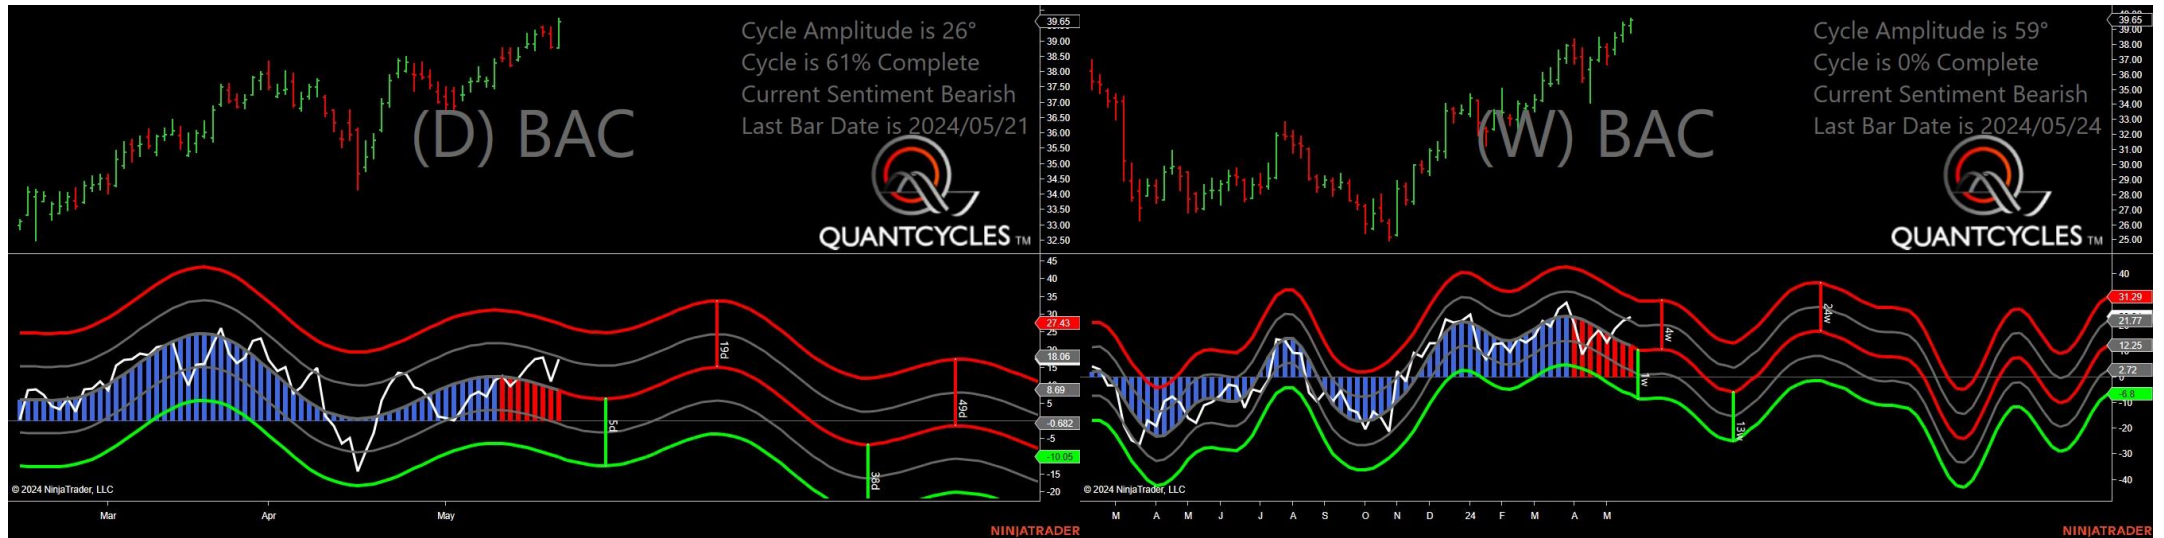 Cycle Amplitude is 26°
Cycle is 61% Complete
Current Sentiment Bearish
Last Bar Date is 2024/05/21
(D) BAC
QUANTCYCLES TM
39.65
39.00
38.50
38.00
37.50
37.00
36.50
36.00
35.50
35.00
34.50
34.00
33.50
33.00
32.50
45
40
35
30
27.43
25
18.06
15
8.69
5
-0.682
-5
-10.05
-15
-20
19d
5d
38d
49d
© 2024 NinjaTrader, LLC
Mar Apr May
NINJATRADER
Cycle Amplitude is 59°
Cycle is 0% Complete
Current Sentiment Bearish
Last Bar Date is 2024/05/24
(W) BAC
QUANTCYCLES TM
39.65
39.00
37.00
36.00
35.00
34.00
33.00
32.00
31.00
30.00
29.00
28.00
27.00
26.00
25.00
40
31.29
21.77
12.25
2.72
-6.8
-10
-20
-30
-40
4w
1w
13w
24w
© 2024 NinjaTrader, LLC
M A M J J A S O N D 24 F M A M
NINJATRADER